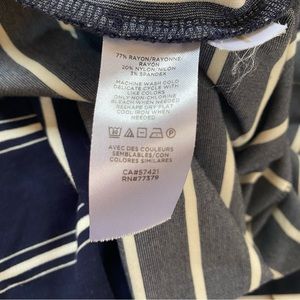 77% RAYON/RAYONNE
RAYÓN
20% NYLON/NILON
3% SPANDEX
MACHINE WASH COLD
DELICATE CYCLE WITH
LIKE COLORS
ONLY NON-CHLORINE
BLEACH WHEN NEEDED
RESHAPE DRY FLAT
COOL IRON WHEN
NEEDED
AVEC DES COULEURS
SEMBLABLES/CON
COLORES SIMILARES
CA#57421
RN#77379